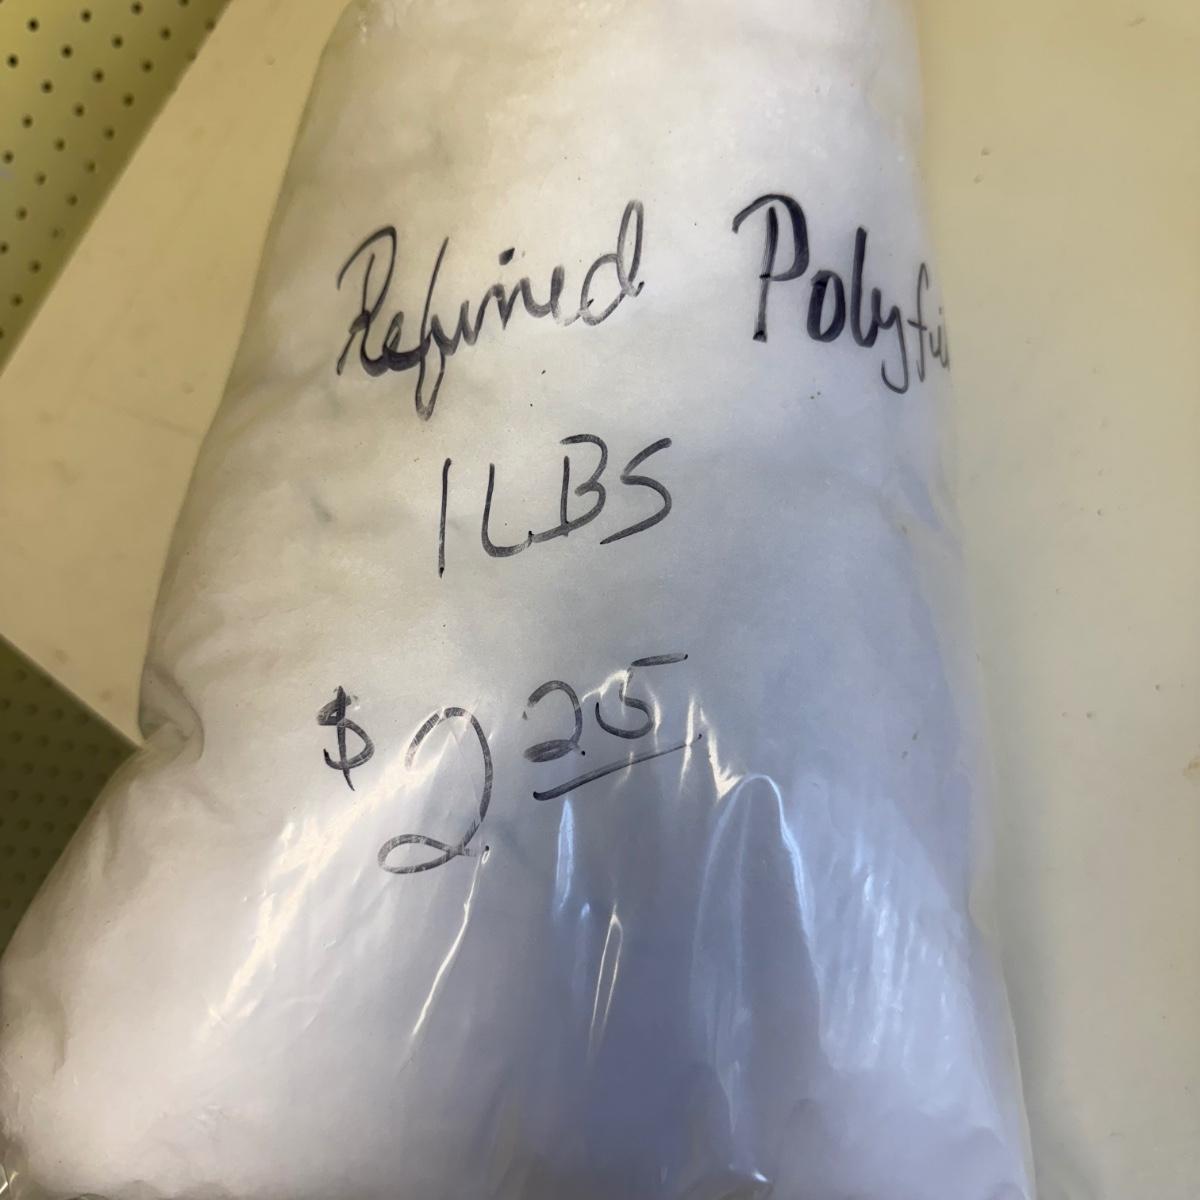 Refined Polyfi
1LBS
$2 25